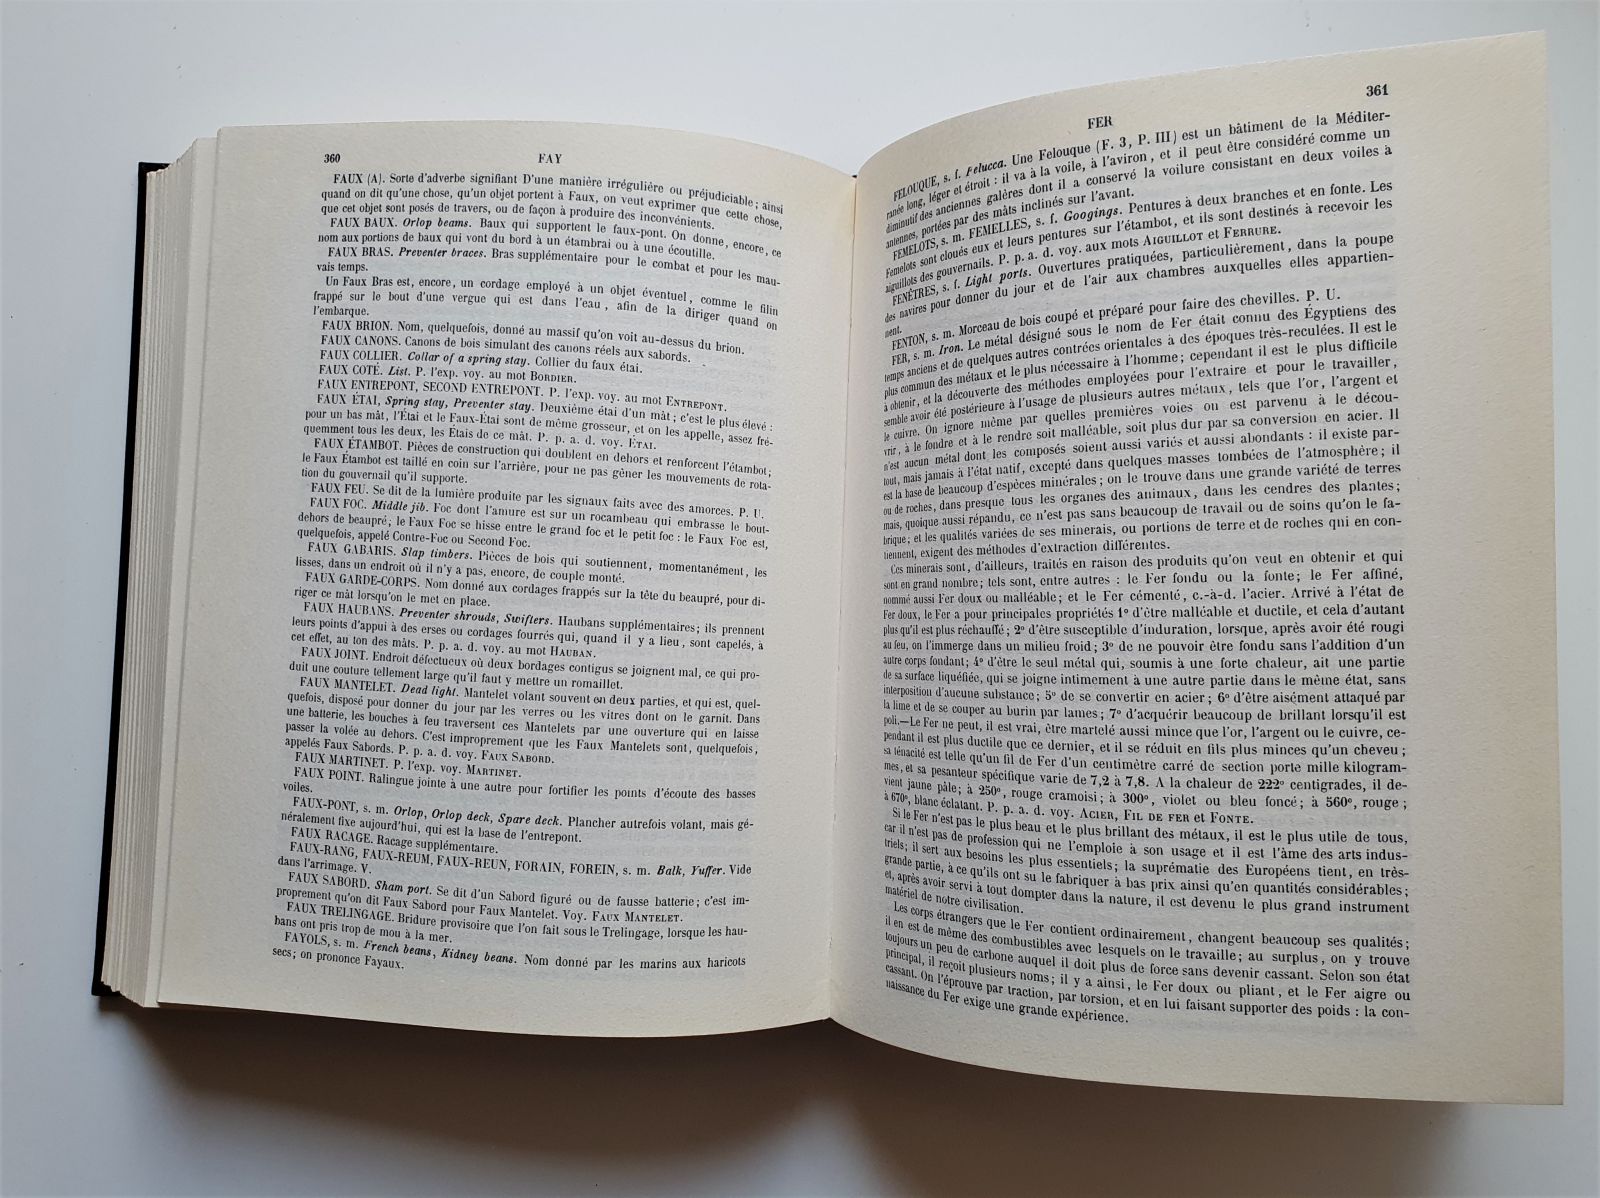 360
FAY
FAUX (A). Sorte d'adverbe signifiant D'une manière irrégulière ou préjudiciable; ainsi
quand on dit qu'une chose, qu'un objet portent à Faux, on veut exprimer que cette chose,
que cet objet sont posés de travers, ou de façon à produire des inconvénients.
FAUX BAUX. Orlop beams. Baux qui supportent le faux-pont. On donne, encore, ce
nom aux portions de baux qui vont du bord à un étambrai ou à une écoutille.
FAUX BRAS. Preventer braces. Bras supplémentaire pour le combat et pour les mau-
vais temps.
Un Faux Bras est, encore, un cordage employé à un objet éventuel, comme le filin
frappé sur le bout d'une vergue qui est dans l'eau, afin de la diriger quand on
l'embarque.
FAUX BRION. Nom, quelquefois, donné au massif qu'on voit au-dessus du brion.
FAUX CANONS. Canons de bois simulant des canons réels aux sabords.
FAUX COLLIER. Collar of a spring stay. Collier du faux étai.
FAUX COTÉ. List. P. l'exp. voy. au mot BORDIER.
FAUX ENTREPONT, SECOND ENTREPONT. P. l'exp. voy. au mot ENTREPONT.
FAUX ÉTAI, Spring stay, Preventer stay. Deuxième étai d'un mât; c'est le plus élevé :
pour un bas mât, l'Étai et le Faux-Étai sont de même grosseur, et on les appelle, assez fré-
quemment tous les deux, les Étais de ce mât. P. p. a. d. voy. ÉTAI.
FAUX ÉTAMBOT. Pièces de construction qui doublent en dehors et renforcent l'étambot;
le Faux Étambot est taillé en coin sur l'arrière, pour ne pas gêner les mouvements de rota-
tion du gouvernail qu'il supporte.
FAUX FEU. Se dit de la lumière produite par les signaux faits avec des amorces. P. U.
FAUX FOC. Middle jib. Foc dont l'amure est sur un rocambeau qui embrasse le bout-
dehors de beaupré; le Faux Foc se hisse entre le grand foc et le petit foc : le Faux Foc est,
quelquefois, appelé Contre-Foc ou Second Foc.
FAUX GABARIS. Slap timbers. Pièces de bois qui soutiennent, momentanément, les
lisses, dans un endroit où il n'y a pas, encore, de couple monté.
FAUX GARDE-CORPS. Nom donné aux cordages frappés sur la tête du beaupré, pour di-
riger ce mât lorsqu'on le met en place.
FAUX HAUBANS. Preventer shrouds, Swifters. Haubans supplémentaires; ils prennent
leurs points d'appui à des erses ou cordages fourrés qui, quand il y a lieu, sont capelés, à
cet effet, au ton des mâts. P. p. a. d. voy. au mot HAUBAN.
FAUX JOINT. Endroit défectueux où deux bordages contigus se joignent mal, ce qui pro-
duit une couture tellement large qu'il faut y mettre un romaillet.
FAUX MANTELET. Dead light. Mantelet volant souvent en deux parties, et qui est, quel-
quefois, disposé pour donner du jour par les verres ou les vitres dont on le garnit. Dans
une batterie, les bouches à feu traversent ces Mantelets par une ouverture qui en laisse
passer la volée au dehors. C'est improprement que les Faux Mantelets sont, quelquefois,
appelés Faux Sabords. P. p. a. d. voy. FAUX SABORD.
FAUX MARTINET. P. l'exp. voy. MARTINET.
FAUX POINT. Ralingue jointe à une autre pour fortifier les points d'écoute des basses
voiles.
FAUX-PONT, s. m. Orlop, Orlop deck, Spare deck. Plancher autrefois volant, mais gé-
néralement fixe aujourd'hui, qui est la base de l'entrepont.
FAUX RACAGE. Racage supplémentaire.
FAUX-RANG, FAUX-REUM, FAUX-REUN, FORAIN, FOREIN, s. m. Balk, Yuffer. Vide
dans l'arrimage. V.
FAUX SABORD. Sham port. Se dit d'un Sabord figuré ou de fausse batterie; c'est im-
proprement qu'on dit Faux Sabord pour Faux Mantelet. Voy. FAUX MANTELET.
FAUX TRELINGAGE. Bridure provisoire que l'on fait sous le Trelingage, lorsque les hau-
bans ont pris trop de mou à la mer.
FAYOLS, s. m. French beans, Kidney beans. Nom donné par les marins aux haricots
secs; on prononce Fayaux.
361
FER
FELOUQUE, s. f. Felucca. Une Felouque (F. 3, P. III) est un bâtiment de la Méditer-
ranée long, léger et étroit : il va à la voile, à l'aviron, et il peut être considéré comme un
diminutif des anciennes galères dont il a conservé la voilure consistant en deux voiles à
antennes, portées par des mâts inclinés sur l'avant.
FEMELOTS, s. m. FEMELLES, s. f. Googings. Pentures à deux branches et en fonte. Les
Femelots sont cloués eux et leurs pentures sur l'étambot, et ils sont destinés à recevoir les
aiguillots des gouvernails. P. p. a. d. voy. aux mots AIGUILLOT et FERRURE.
FENÊTRES, s. f. Light ports. Ouvertures pratiquées, particulièrement, dans la poupe
des navires pour donner du jour et de l'air aux chambres auxquelles elles appartien-
nent.
FENTON, s. m. Morceau de bois coupé et préparé pour faire des chevilles. P. U.
FER, s. m. Iron. Le métal désigné sous le nom de Fer était connu des Égyptiens des
temps anciens et de quelques autres contrées orientales à des époques très-reculées. Il est le
plus commun des métaux et le plus nécessaire à l'homme; cependant il est le plus difficile
à obtenir, et la découverte des méthodes employées pour l'extraire et pour le travailler,
semble avoir été postérieure à l'usage de plusieurs autres métaux, tels que l'or, l'argent et
le cuivre. On ignore même par quelles premières voies on est parvenu à le décou-
vrir, à le fondre et à le rendre soit malléable, soit plus dur par sa conversion en acier. Il
n'est aucun métal dont les composés soient aussi variés et aussi abondants : il existe par-
tout, mais jamais à l'état natif, excepté dans quelques masses tombées de l'atmosphère; il
est la base de beaucoup d'espèces minérales; on le trouve dans une grande variété de terres
ou de roches, dans presque tous les organes des animaux, dans les cendres des plantes;
mais, quoique aussi répandu, ce n'est pas sans beaucoup de travail ou de soins qu'on le fa-
brique; et les qualités variées de ses minerais, ou portions de terre et de roches qui en con-
tiennent, exigent des méthodes d'extraction différentes.
Ces minerais sont, d'ailleurs, traités en raison des produits qu'on veut en obtenir et qui
sont en grand nombre; tels sont, entre autres : le Fer fondu ou la fonte; le Fer affiné,
nommé aussi Fer doux ou malléable; et le Fer cémenté, c.-à-d. l'acier. Arrivé à l'état de
Fer doux, le Fer a pour principales propriétés 1° d'être malléable et ductile, et cela d'autant
plus qu'il est plus réchauffé; 2° d'être susceptible d'induration, lorsque, après avoir été rougi
au feu, on l'immerge dans un milieu froid; 3° de ne pouvoir être fondu sans l'addition d'un
autre corps fondant; 4° d'être le seul métal qui, soumis à une forte chaleur, ait une partie
de sa surface liquéfiée, qui se joigne intimement à une autre partie dans le même état, sans
interposition d'aucune substance; 5° de se convertir en acier; 6° d'être aisément attaqué par
la lime et de se couper au burin par lames; 7° d'acquérir beaucoup de brillant lorsqu'il est
poli.—Le Fer ne peut, il est vrai, être martelé aussi mince que l'or, l'argent ou le cuivre, ce-
pendant il est plus ductile que ce dernier, et il se réduit en fils plus minces qu'un cheveu;
sa ténacité est telle qu'un fil de Fer d'un centimètre carré de section porte mille kilogram-
mes, et sa pesanteur spécifique varie de 7,2 à 7,8. A la chaleur de 222° centigrades, il de-
vient jaune pâle; à 250°, rouge cramoisi; à 300°, violet ou bleu foncé; à 560°, rouge;
à 670°, blanc éclatant. P. p. a. d. voy. ACIER, FIL DE FER et FONTE.
Si le Fer n'est pas le plus beau et le plus brillant des métaux, il est le plus utile de tous,
car il n'est pas de profession qui ne l'emploie à son usage et il est l'âme des arts indus-
triels; il sert aux besoins les plus essentiels; la suprématie des Européens tient, en très-
grande partie, à ce qu'ils ont su le fabriquer à bas prix ainsi qu'en quantités considérables;
et, après avoir servi à tout dompter dans la nature, il est devenu le plus grand instrument
matériel de notre civilisation.
Les corps étrangers que le Fer contient ordinairement, changent beaucoup ses qualités;
il en est de même des combustibles avec lesquels on le travaille; au surplus, on y trouve
toujours un peu de carbone auquel il doit plus de force sans devenir cassant. Selon son état
principal, il reçoit plusieurs noms; il y a ainsi, le Fer doux ou pliant, et le Fer aigre ou
cassant. On l'éprouve par traction, par torsion, et en lui faisant supporter des poids : la con-
naissance du Fer exige une grande expérience.